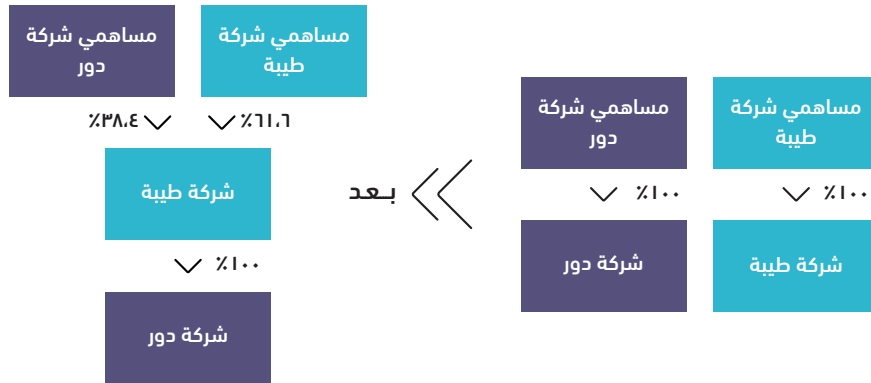 مساهمي شركة
طيبة
مساهمي شركة
دور
٪١٠٠
٪١٠٠
شركة طيبة
شركة دور
بـعـد
مساهمي شركة
طيبة
مساهمي شركة
دور
٪٦١،٦
٪٣٨،٤
شركة طيبة
٪١٠٠
شركة دور